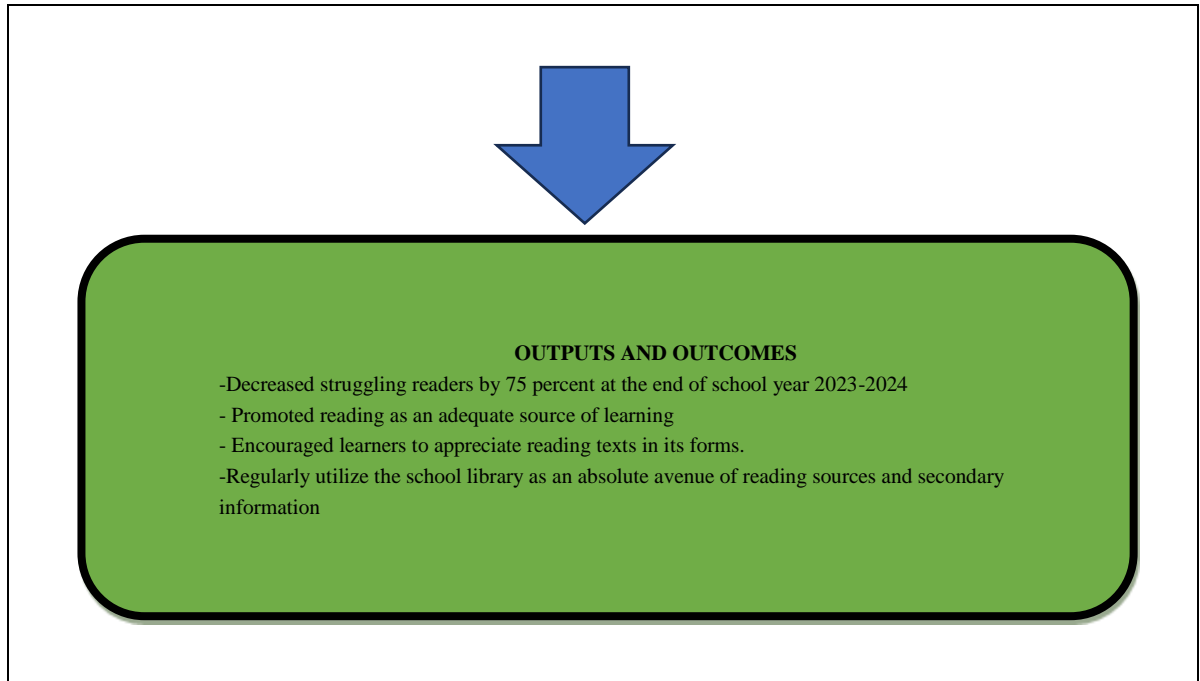 OUTPUTS AND OUTCOMES
-Decreased struggling readers by 75 percent at the end of school year 2023-2024
- Promoted reading as an adequate source of learning
- Encouraged learners to appreciate reading texts in its forms.
-Regularly utilize the school library as an absolute avenue of reading sources and secondary
information